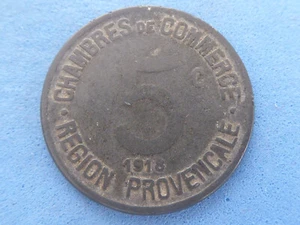 CHAMBRES DE COMMERCE
5 C
1918
REGION PROVENCALE